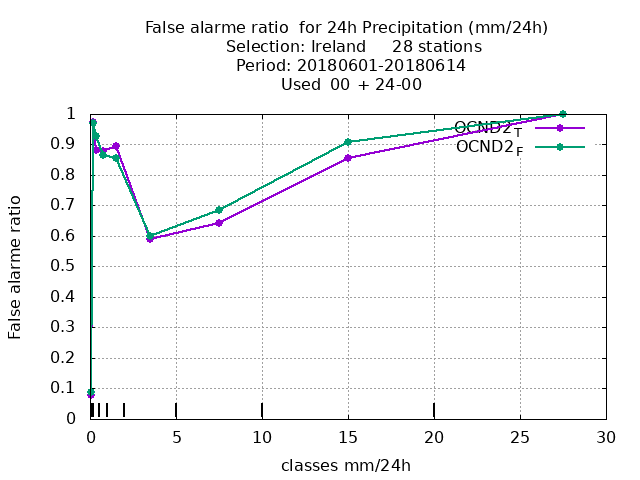 False alarme ratio  for 24h Precipitation (mm/24h)
Selection: Ireland     28 stations
Period: 20180601-20180614
Used  00 + 24-00
OCND2T
OCND2F
False alarme ratio
1
0.9
0.8
0.7
0.6
0.5
0.4
0.3
0.2
0.1
0
0 5 10 15 20 25 30
classes mm/24h